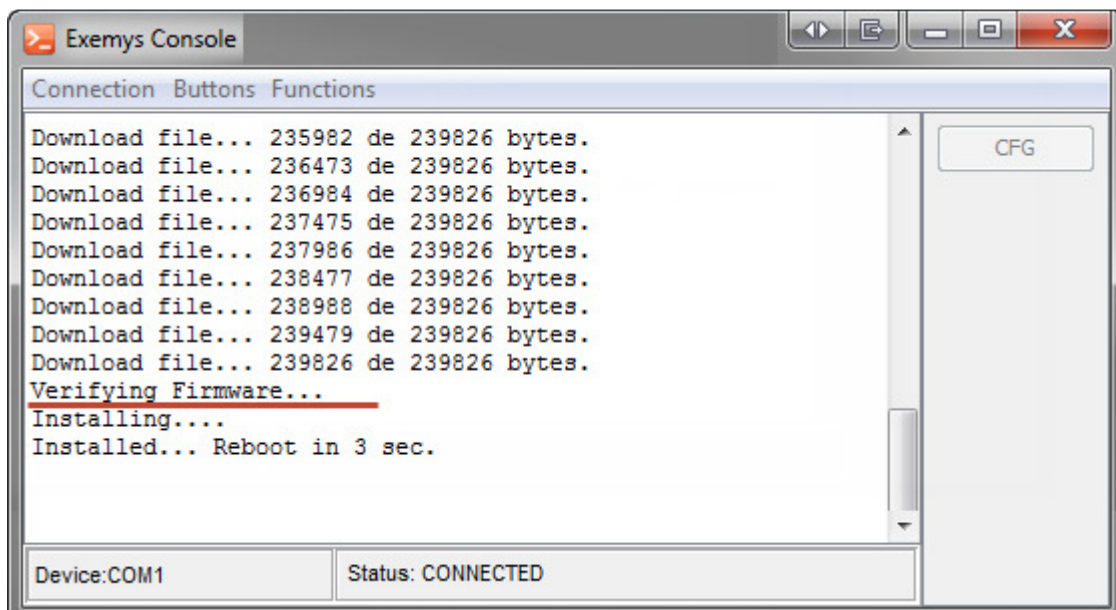 Exemys Console
Connection Buttons Functions
Download file... 235982 de 239826 bytes.
Download file... 236473 de 239826 bytes.
Download file... 236984 de 239826 bytes.
Download file... 237475 de 239826 bytes.
Download file... 237986 de 239826 bytes.
Download file... 238477 de 239826 bytes.
Download file... 238988 de 239826 bytes.
Download file... 239479 de 239826 bytes.
Download file... 239826 de 239826 bytes.
Verifying Firmware...
Installing....
Installed... Reboot in 3 sec.
CFG
Device:COM1
Status: CONNECTED